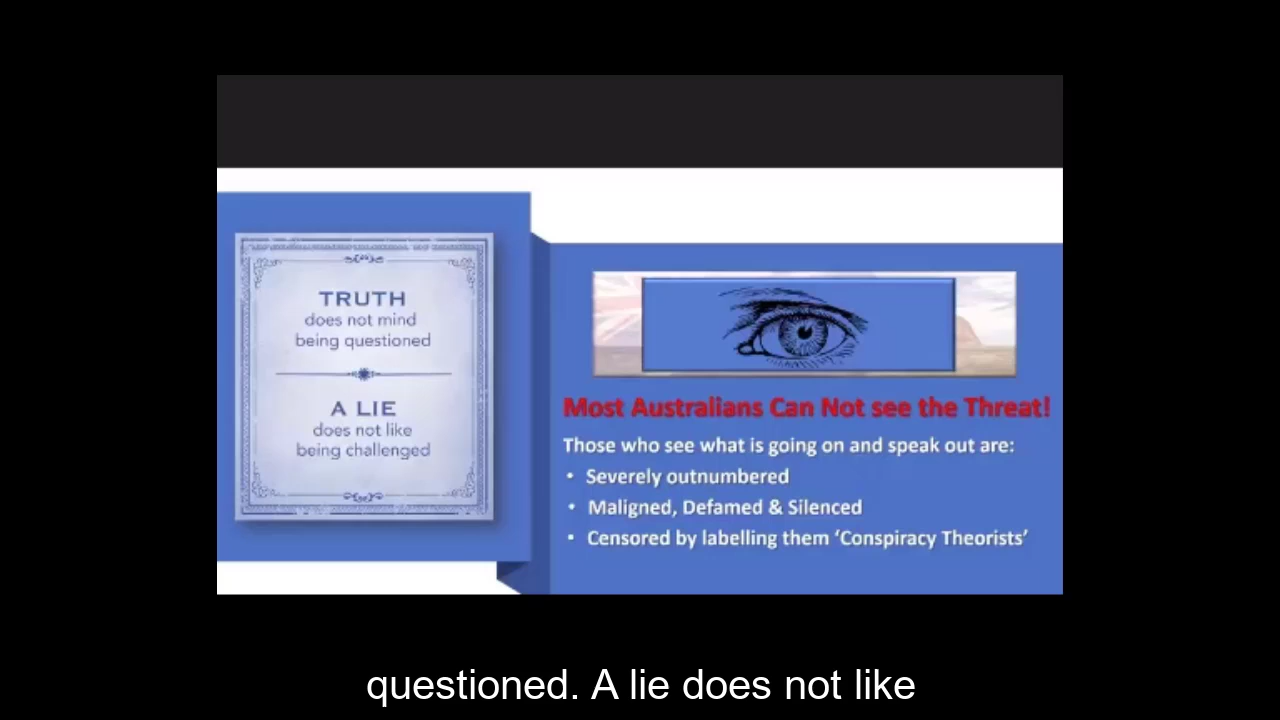 TRUTH
does not mind
being questioned
A LIE
does not like
being challenged
Most Australians Can Not see the Threat!
Those who see what is going on and speak out are:
• Severely outnumbered
• Maligned, Defamed & Silenced
• Censored by labelling them ‘Conspiracy Theorists’
questioned. A lie does not like